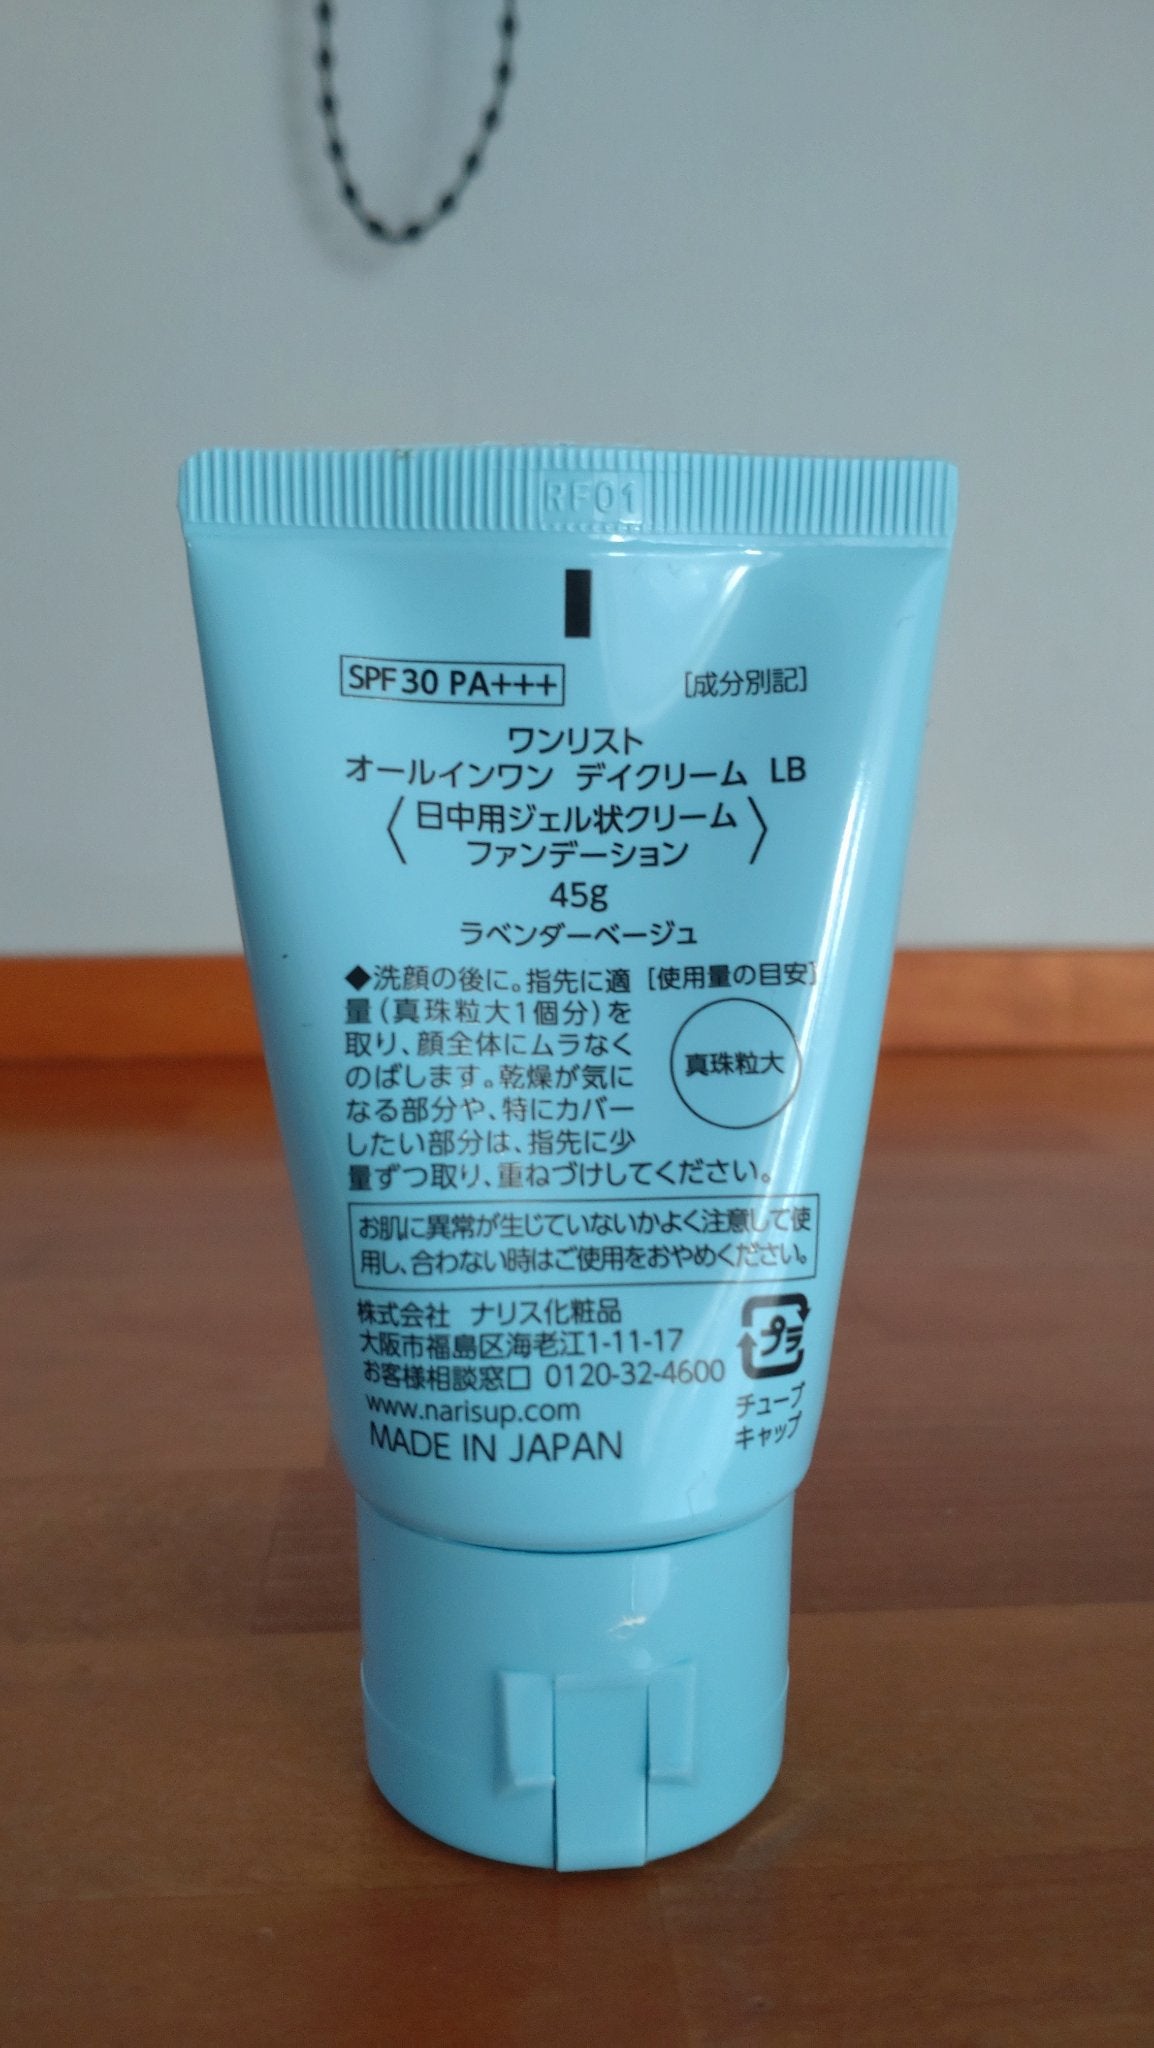 RF01
SPF30 PA+++ [成分別記]
ワンリスト
オールインワン デイクリーム LB
〈日中用ジェル状クリーム
ファンデーション〉
45g
ラベンダーベージュ
◆洗顔の後に。指先に適
量(真珠粒大1個分)を
取り、顔全体にムラなく
のばします。乾燥が気に
なる部分や、特にカバー
したい部分は、指先に少
量ずつ取り、重ねづけしてください。
[使用量の目安]
真珠粒大
お肌に異常が生じていないかよく注意して使
用し、合わない時はご使用をおやめください。
株式会社 ナリス化粧品
大阪市福島区海老江1-11-17
お客様相談窓口 0120-32-4600
www.narisup.com
MADE IN JAPAN
プラ
チューブ
キャップ